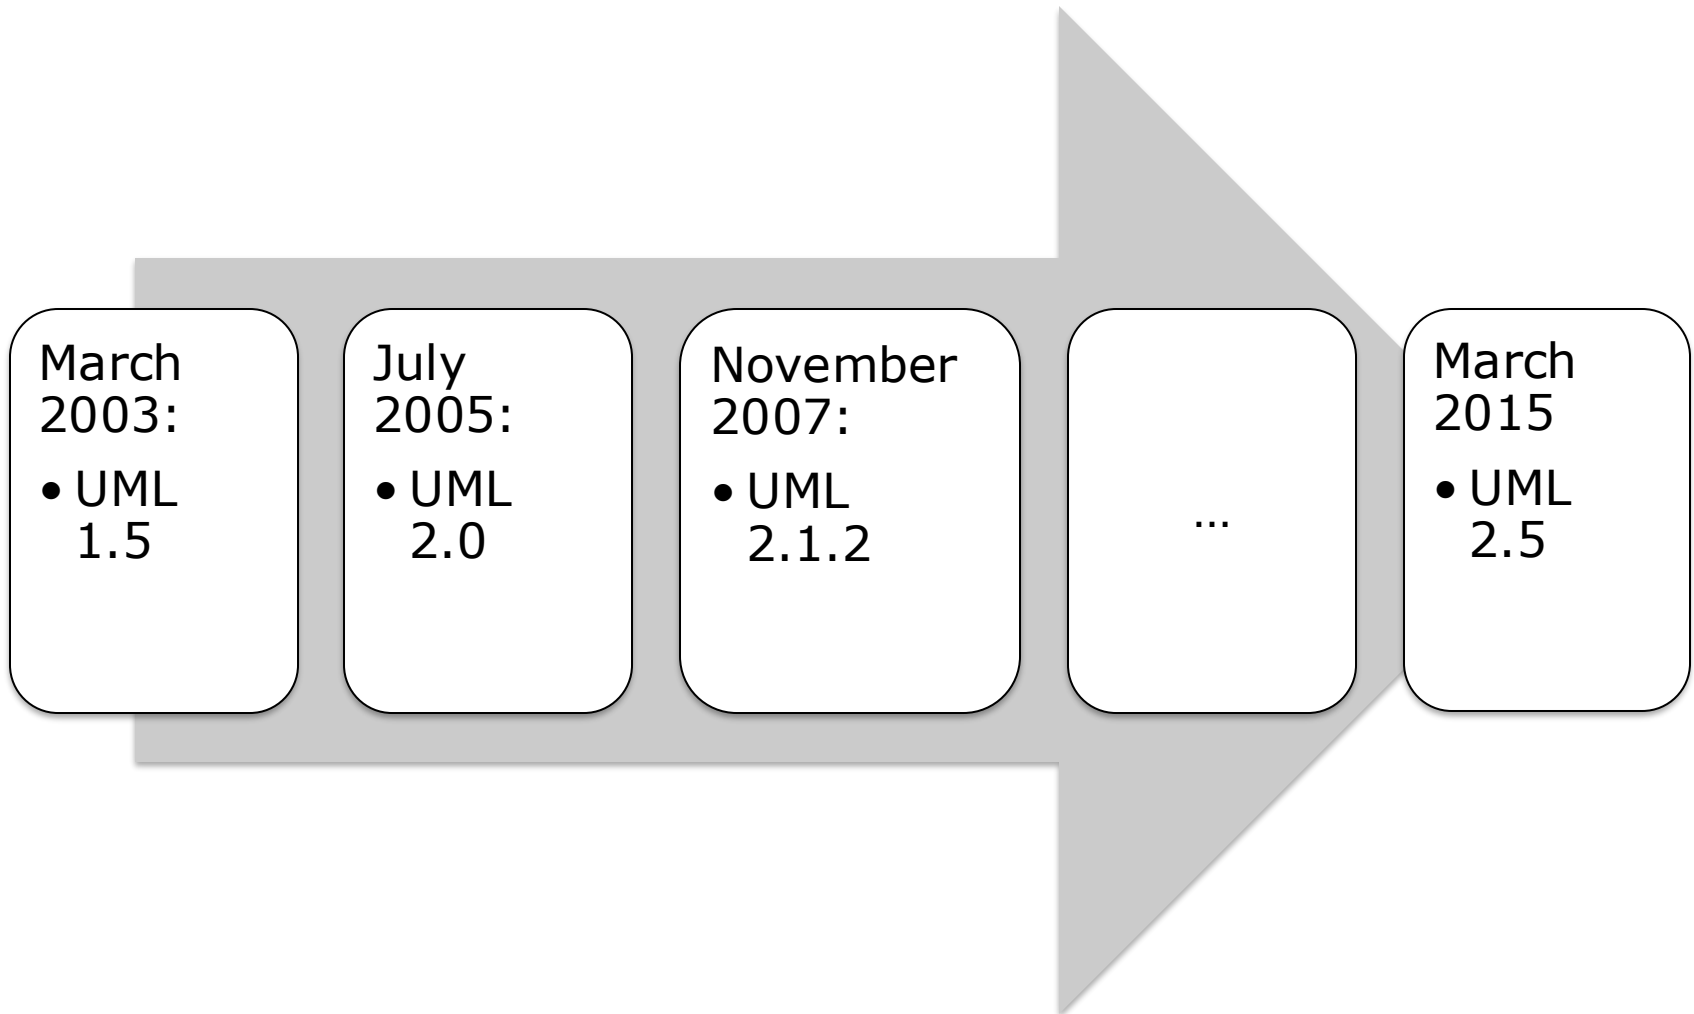 March
2003:
• UML
1.5
July
2005:
• UML
2.0
November
2007:
• UML
2.1.2
...
March
2015
• UML
2.5